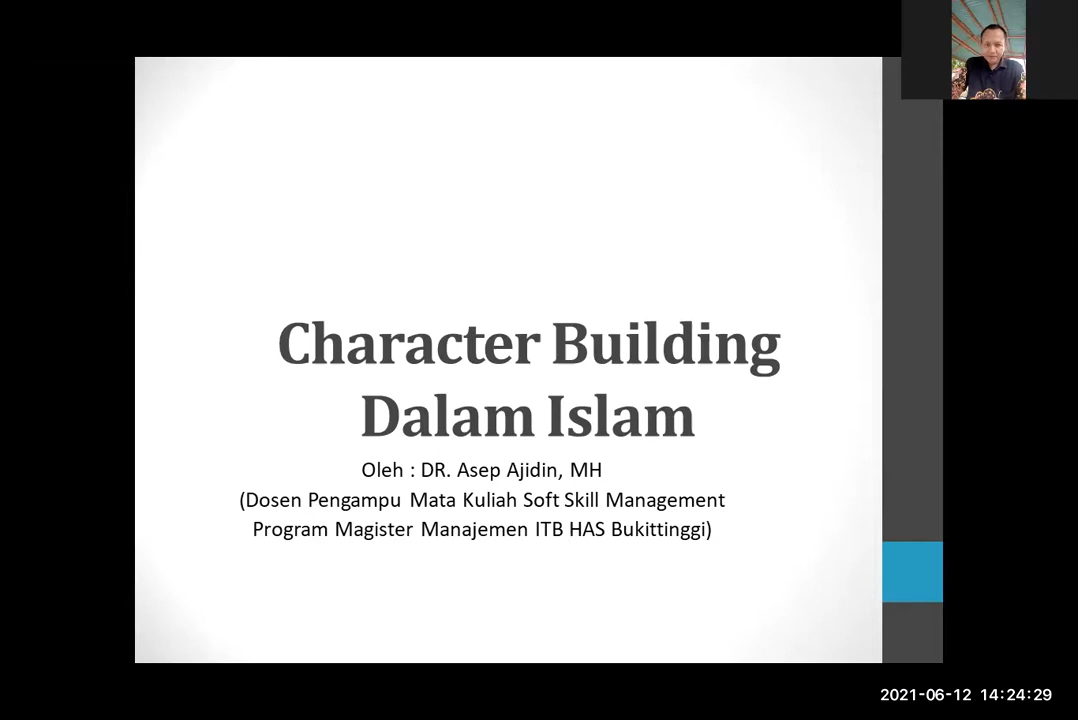 Character Building
Dalam Islam
Oleh : DR. Asep Ajidin, MH
(Dosen Pengampu Mata Kuliah Soft Skill Management
Program Magister Manajemen ITB HAS Bukittinggi)
2021-06-12 14:24:29